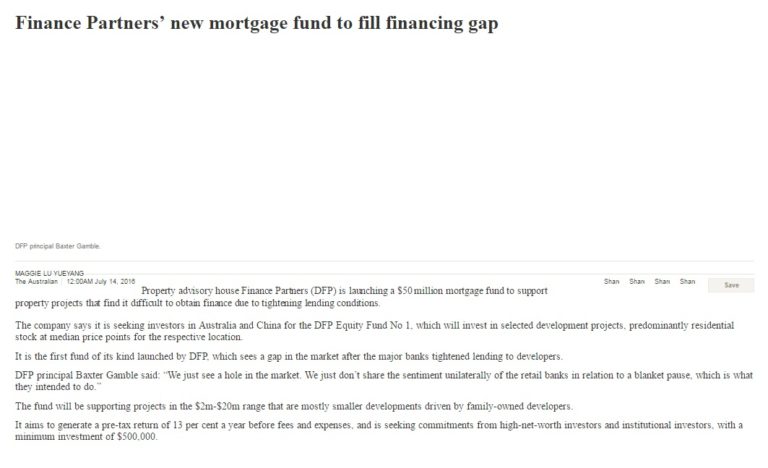 Finance Partners’ new mortgage fund to fill financing gap
DFP principal Baxter Gamble.
MAGGIE LU YUEYANG
The Australian 12:00AM July 14, 2016
Shan Shan Shan Shan Save
Property advisory house Finance Partners (DFP) is launching a $50 million mortgage fund to support
property projects that find it difficult to obtain finance due to tightening lending conditions.
The company says it is seeking investors in Australia and China for the DFP Equity Fund No 1, which will invest in selected development projects, predominantly residential
stock at median price points for the respective location.
It is the first fund of its kind launched by DFP, which sees a gap in the market after the major banks tightened lending to developers.
DFP principal Baxter Gamble said: “We just see a hole in the market. We just don’t share the sentiment unilaterally of the retail banks in relation to a blanket pause, which is what
they intended to do.”
The fund will be supporting projects in the $2m-$20m range that are mostly smaller developments driven by family-owned developers.
It aims to generate a pre-tax return of 13 per cent a year before fees and expenses, and is seeking commitments from high-net-worth investors and institutional investors, with a
minimum investment of $500,000.